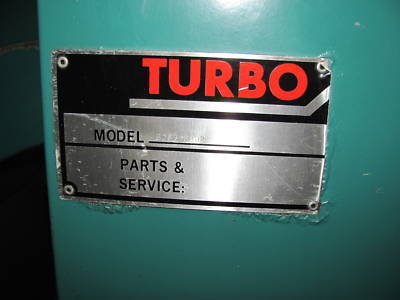 TURBO
MODEL
PARTS &
SERVICE: